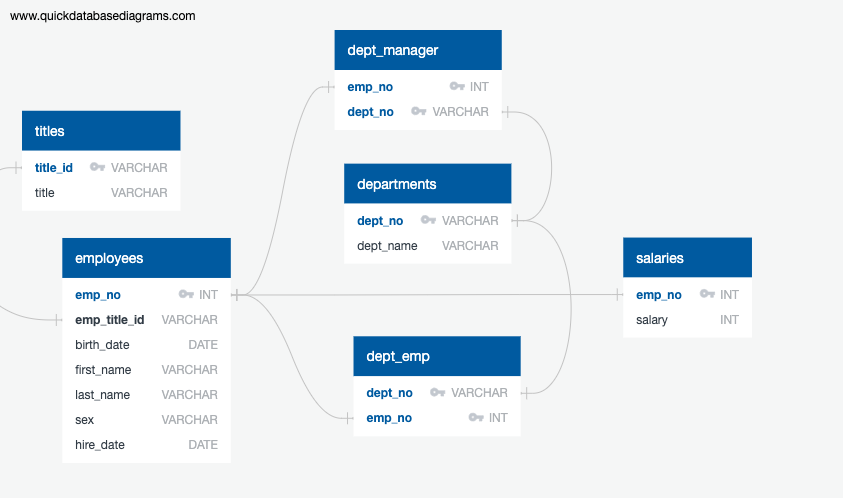 www.quickdatabasediagrams.com
dept_manager
emp_no INT
dept_no VARCHAR
titles
title_id VARCHAR
title VARCHAR
departments
dept_no VARCHAR
dept_name VARCHAR
employees
emp_no INT
emp_title_id VARCHAR
birth_date DATE
first_name VARCHAR
last_name VARCHAR
sex VARCHAR
hire_date DATE
salaries
emp_no INT
salary INT
dept_emp
dept_no VARCHAR
emp_no INT